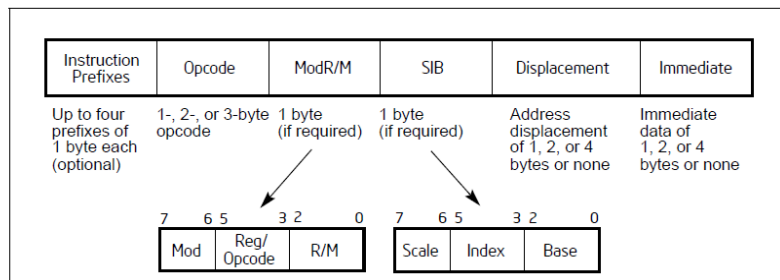 Instruction Prefixes
Opcode
ModR/M
SIB
Displacement
Immediate
Up to four
prefixes of
1 byte each
(optional)
1-, 2-, or 3-byte
opcode
1 byte
(if required)
1 byte
(if required)
Address
displacement
of 1, 2, or 4
bytes or none
Immediate
data of
1, 2, or 4
bytes or none
7 6 5 3 2 0
Mod
Reg/
Opcode
R/M
7 6 5 3 2 0
Scale
Index
Base